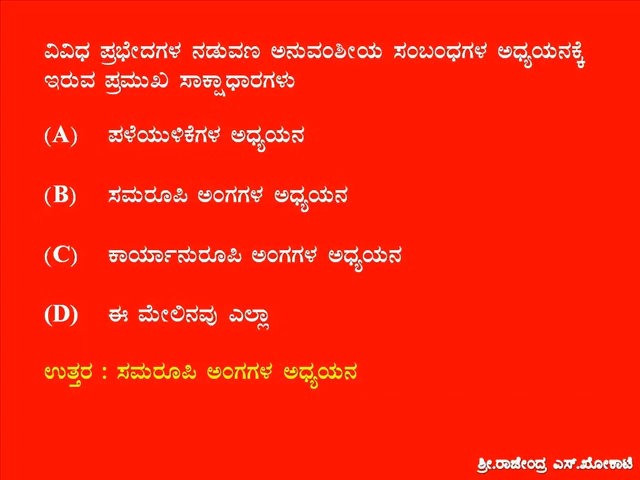 ವಿವಿಧ ಪ್ರಭೇದಗಳ ನಡುವಣ ಅನುವಂಶೀಯ ಸಂಬಂಧಗಳ ಅಧ್ಯಯನಕ್ಕೆ
ಇರುವ ಪ್ರಮುಖ ಸಾಕ್ಷಾಧಾರಗಳು
(A) ಪಳೆಯುಳಿಕೆಗಳ ಅಧ್ಯಯನ
(B) ಸಮರೂಪಿ ಅಂಗಗಳ ಅಧ್ಯಯನ
(C) ಕಾರ್ಯಾನುರೂಪಿ ಅಂಗಗಳ ಅಧ್ಯಯನ
(D) ಈ ಮೇಲಿನವು ಎಲ್ಲಾ
ಉತ್ತರ : ಸಮರೂಪಿ ಅಂಗಗಳ ಅಧ್ಯಯನ
ಶ್ರೀ.ರಾಜೇಂದ್ರ ಎಸ್.ಖೋಕಾಟೆ